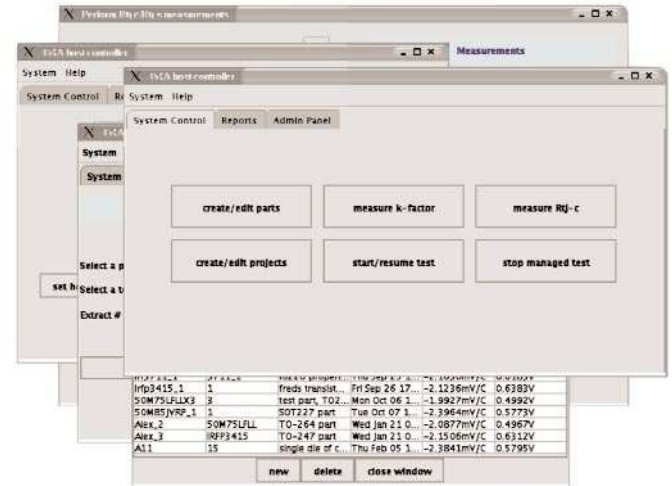 Perform Rtj-c Rtj-s measurements
Measurements
host controller
System Help
System Control
host controller
System Help
System Control Reports Admin Panel
System
System
create/edit parts measure k-factor measure Rtj-c
create/edit projects start/resume test stop managed test
Select a
set
Select a
Extract #
Irfp3415_1 1 freds transist... Fri Sep 26 17... -2.1236mV/C 0.6383V
50M75LFLLX3 3 test part, TO2... Mon Oct 06 1... -1.9927mV/C 0.4992V
50M85JVRP_1 1 SOT227 part Tue Oct 07 1... -2.3964mV/C 0.5773V
Alex_2 50M75LFLL TO-264 part Wed Jan 21 0... -2.0877mV/C 0.4967V
Alex_3 IRFP3415 TO-247 part Wed Jan 21 0... -2.1506mV/C 0.6312V
A11 15 single die of c... Thu Feb 05 1... -2.3841mV/C 0.5795V
new delete close window